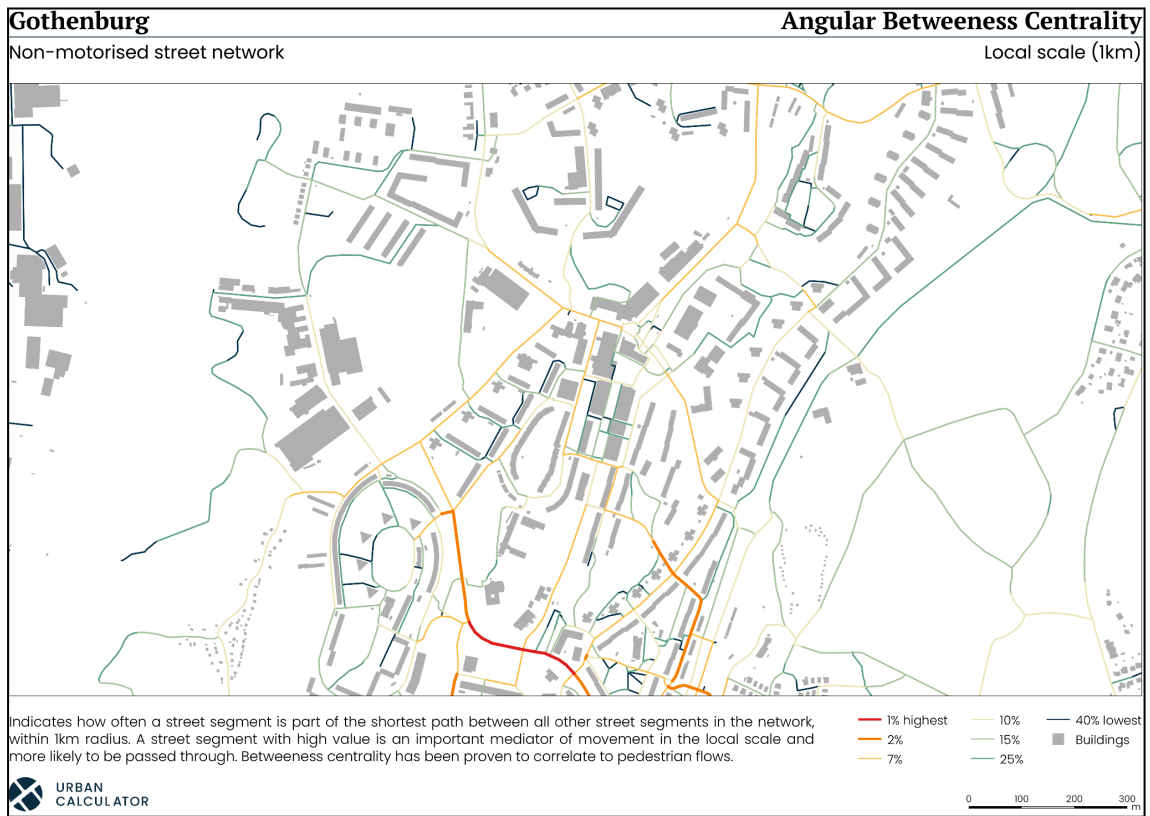 Gothenburg
Angular Betweeness Centrality
Non-motorised street network
Local scale (1km)
Indicates how often a street segment is part of the shortest path between all other street segments in the network,
within 1km radius. A street segment with high value is an important mediator of movement in the local scale and
more likely to be passed through. Betweeness centrality has been proven to correlate to pedestrian flows.
1% highest
2%
7%
10%
15%
25%
40% lowest
Buildings
URBAN
CALCULATOR
0 100 200 300
m